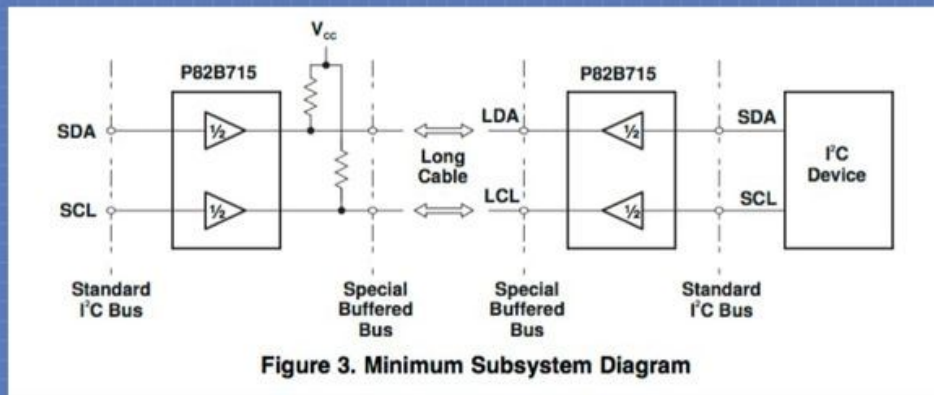 V_cc
P82B715
P82B715
SDA
½
LDA
½
SDA
Long
Cable
I²C
Device
SCL
½
LCL
½
SCL
Standard
I²C Bus
Special
Buffered
Bus
Special
Buffered
Bus
Standard
I²C Bus
Figure 3. Minimum Subsystem Diagram